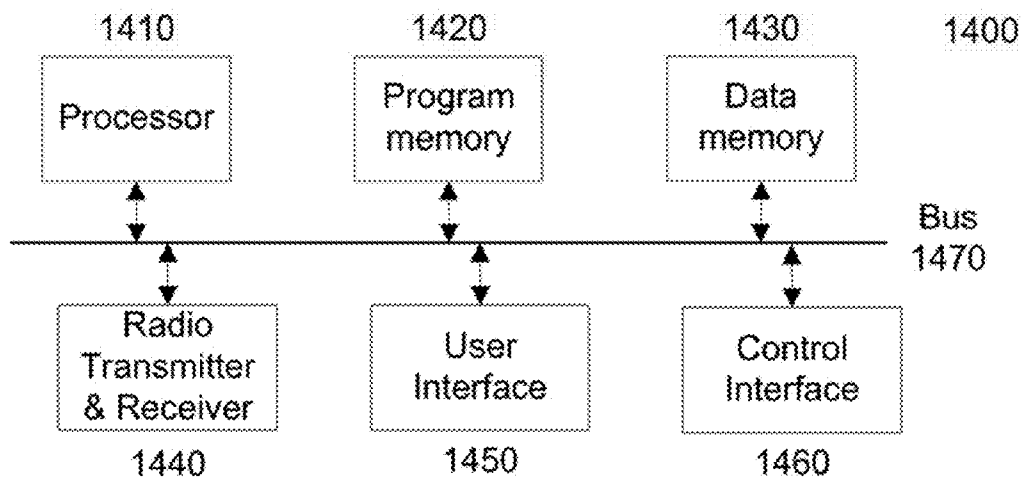 1410
1420
1430
1400
Processor
Program
memory
Data
memory
Bus
1470
Radio
Transmitter
& Receiver
User
Interface
Control
Interface
1440
1450
1460